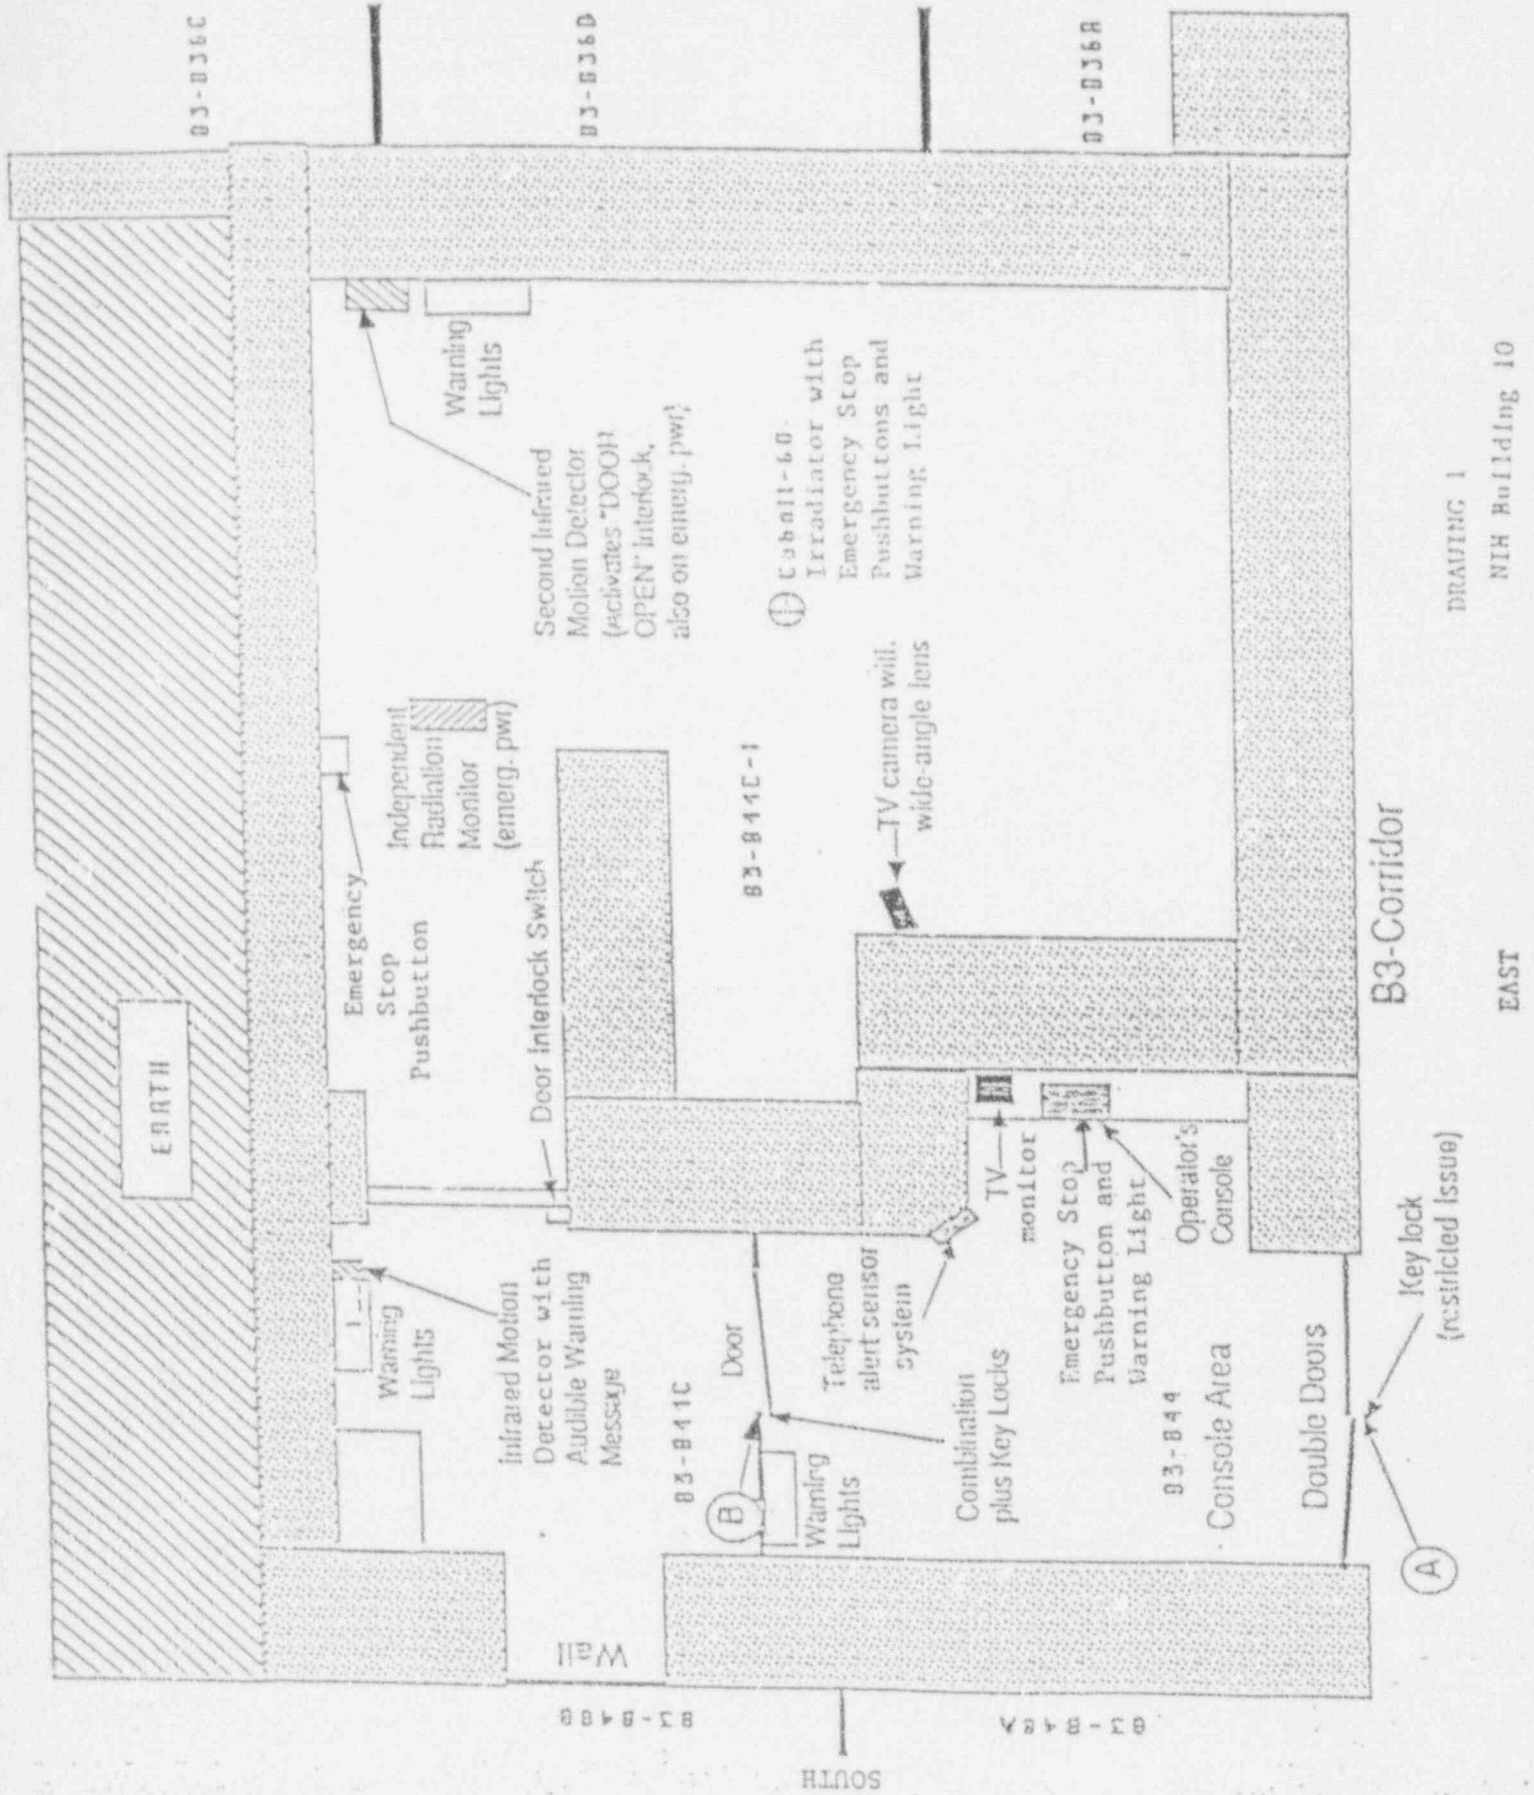 B3-B36C
B3-B36D
B3-B36A
EARTH
Emergency
Stop
Pushbutton
Independent
Radiation
Monitor
(emerg. pwr)
Warning
Lights
Second Infrared
Motion Detector
(Activates "DOOR
OPEN" Interlock,
also on emerg. pwr)
Door Interlock Switch
Cobalt-60
Irradiator with
Emergency Stop
Pushbuttons and
Warning Light
B3-B41C-1
TV camera with
wide-angle lens
Warning
Lights
Infrared Motion
Detector with
Audible Warning
Message
B3-B41C
Door
B
Warning
Lights
Telephone
alert sensor
system
Combination
plus Key Locks
TV
monitor
Emergency Stop
Pushbutton and
Warning Light
Operator's
Console
B3-B44
Console Area
Double Doors
Key lock
(restricted issue)
A
Wall
SOUTH
B3-Corridor
EAST
DRAWING 1
NIH Building 10